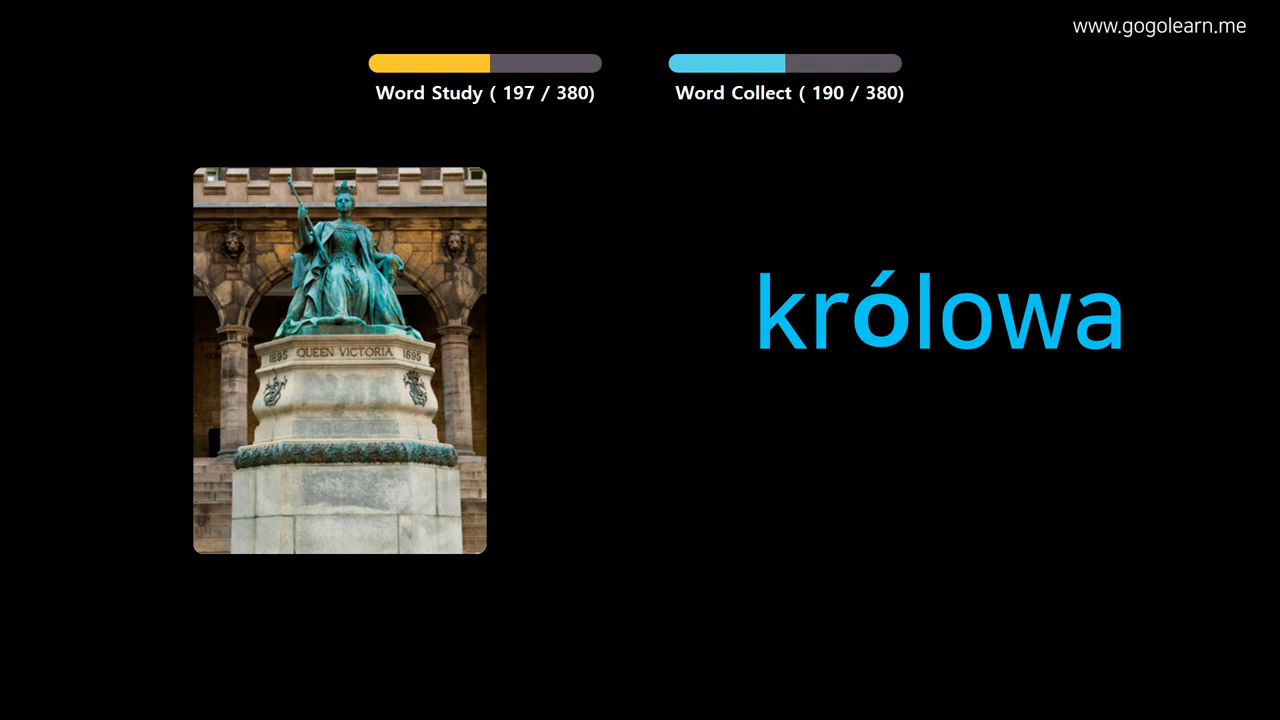 www.gogolearn.me
Word Study ( 197 / 380)
Word Collect ( 190 / 380)
królowa
1895 QUEEN VICTORIA 1895